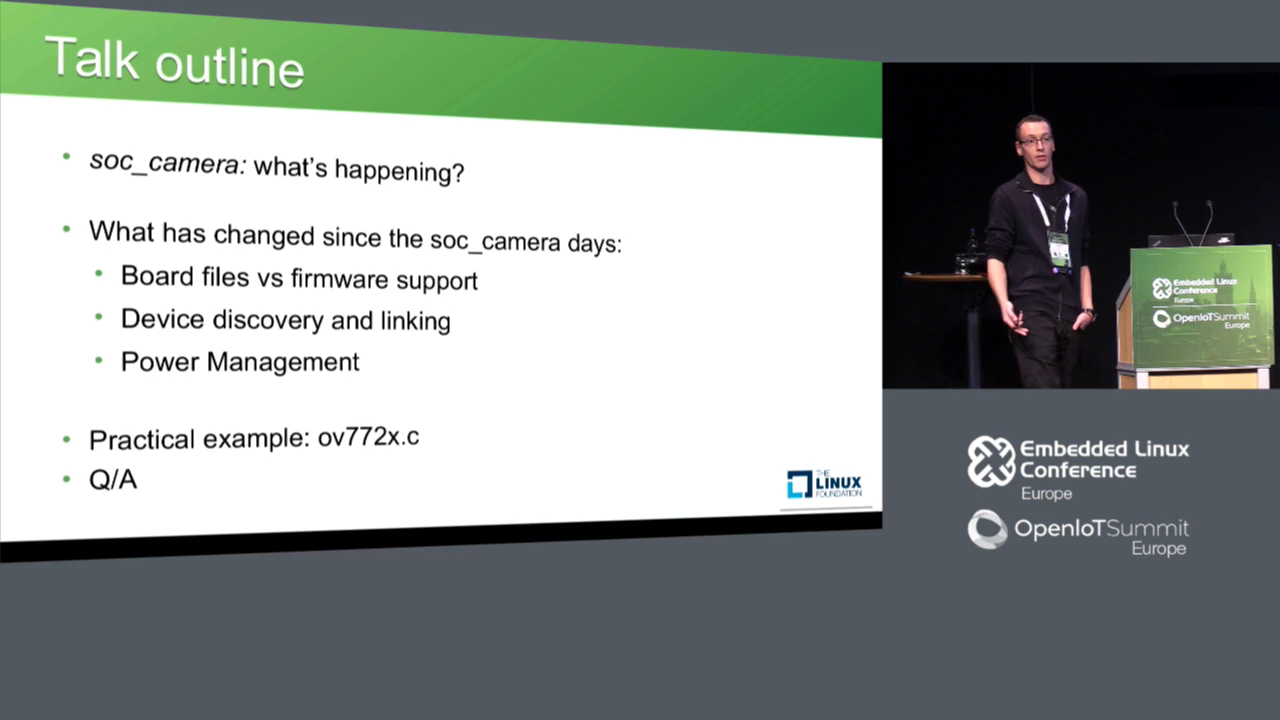 Talk outline
• soc_camera: what's happening?
• What has changed since the soc_camera days:
• Board files vs firmware support
• Device discovery and linking
• Power Management
• Practical example: ov772x.c
• Q/A
THE
LINUX
FOUNDATION
Embedded Linux
Conference
Europe
OpenIoTSummit
Europe
Embedded Linux
Conference
Europe
OpenIoTSummit
Europe